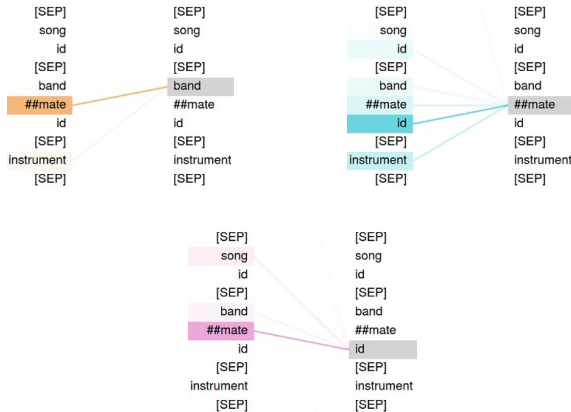 [SEP] [SEP]
song song
id id
[SEP] [SEP]
band band
##mate ##mate
id id
[SEP] [SEP]
instrument instrument
[SEP] [SEP]
[SEP] [SEP]
song song
id id
[SEP] [SEP]
band band
##mate ##mate
id id
[SEP] [SEP]
instrument instrument
[SEP] [SEP]
[SEP] [SEP]
song song
id id
[SEP] [SEP]
band band
##mate ##mate
id id
[SEP] [SEP]
instrument instrument
[SEP] [SEP]